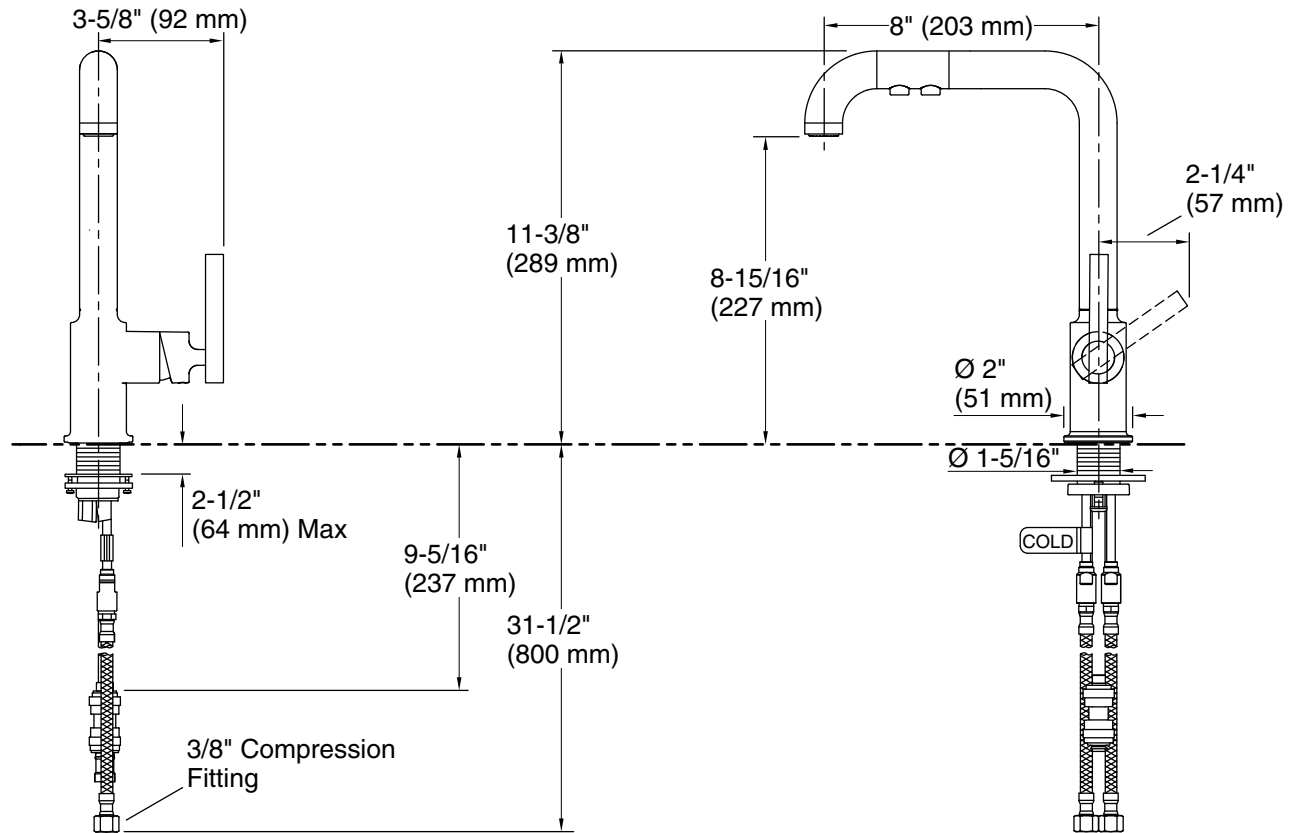 3-5/8" (92 mm)
8" (203 mm)
2-1/4"
(57 mm)
11-3/8"
(289 mm)
8-15/16"
(227 mm)
Ø 2"
(51 mm)
Ø 1-5/16"
2-1/2"
(64 mm) Max
COLD
9-5/16"
(237 mm)
31-1/2"
(800 mm)
3/8" Compression
Fitting